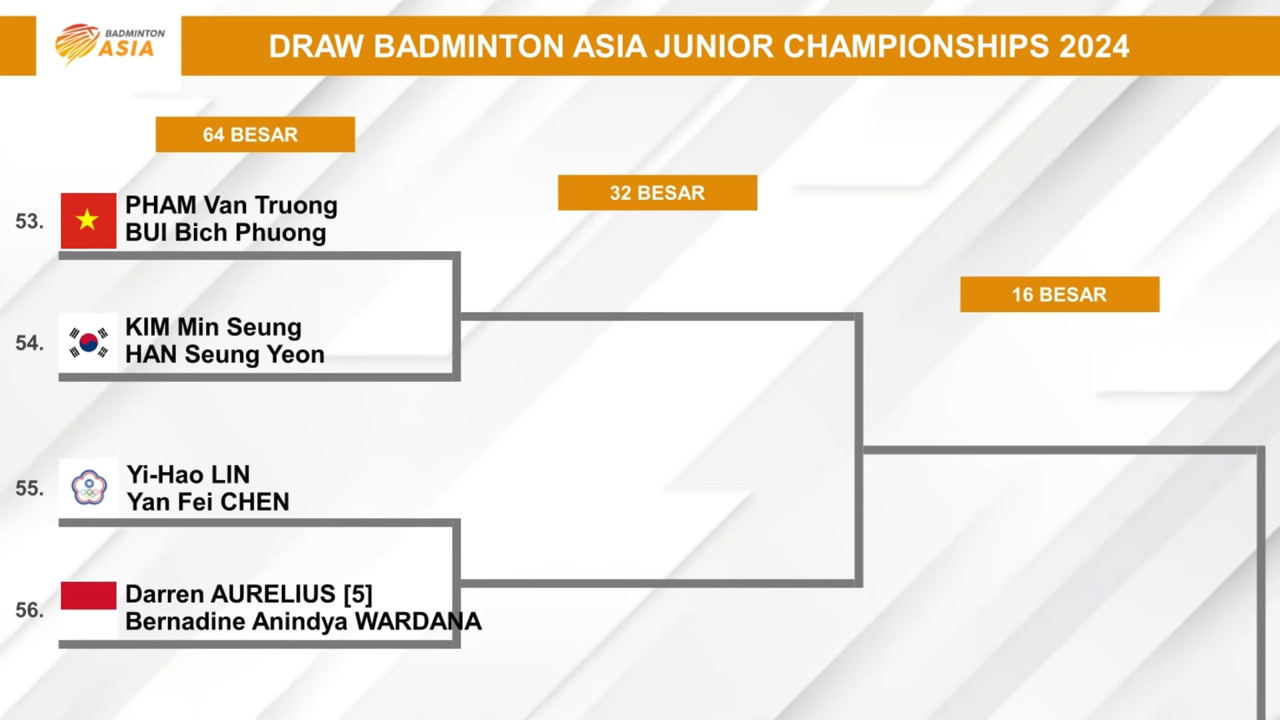 BADMINTON
ASIA
DRAW BADMINTON ASIA JUNIOR CHAMPIONSHIPS 2024
64 BESAR
32 BESAR
16 BESAR
53.
PHAM Van Truong
BUI Bich Phuong
54.
KIM Min Seung
HAN Seung Yeon
55.
Yi-Hao LIN
Yan Fei CHEN
56.
Darren AURELIUS [5]
Bernadine Anindya WARDANA